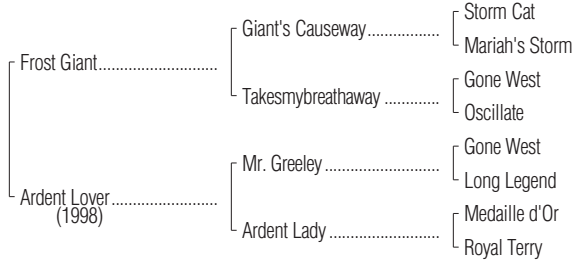 Storm Cat
Giant's Causeway..................
Mariah's Storm
Frost Giant..............................
Gone West
Takesmybreathaway ..............
Oscillate
Gone West
Mr. Greeley .............................
Long Legend
Ardent Lover...........................
(1998)
Medaille d'Or
Ardent Lady ............................
Royal Terry